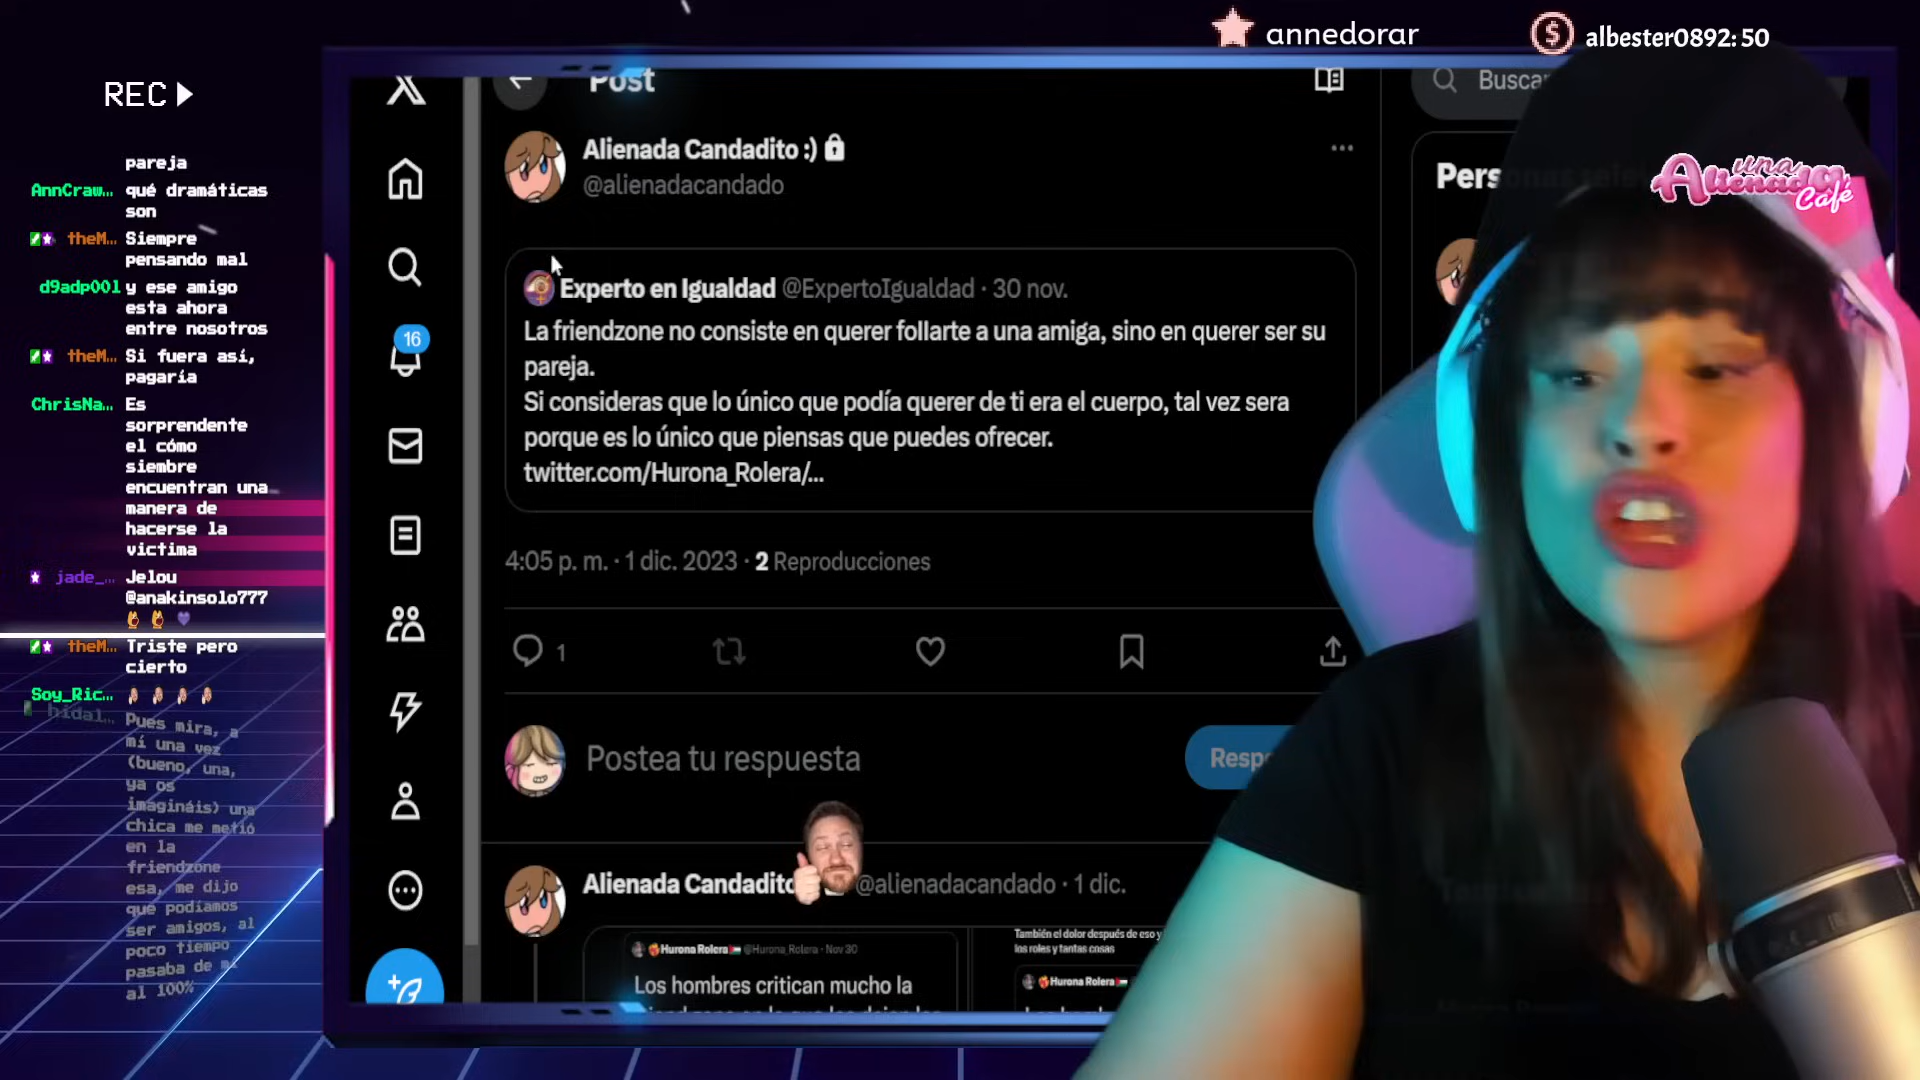 annedorar
albester0892: 50
REC
pareja
AnnCraw... qué dramáticas
son
theM... Siempre
pensando mal
d9adp001 y ese amigo
esta ahora
entre nosotros
theM... Si fuera así,
pagaría
ChrisNa... Es
sorprendente
el cómo
siembre
encuentran una
manera de
hacerse la
victima
jade_... Jelou
@anakinsolo777
theM... Triste pero
cierto
Soy_Ric...
hidal... Pues mira, a
mí una vez
(bueno, una,
ya os
imagináis) una
chica me metió
en la
friendzone
esa, me dijo
que podíamos
ser amigos, al
poco tiempo
pasaba de mi
al 100%
Post
Alienada Candadito :)
@alienadacandado
Experto en Igualdad @ExpertoIgualdad · 30 nov.
La friendzone no consiste en querer follarte a una amiga, sino en querer ser su
pareja.
Si consideras que lo único que podía querer de ti era el cuerpo, tal vez sera
porque es lo único que piensas que puedes ofrecer.
twitter.com/Hurona_Rolera/...
4:05 p. m. · 1 dic. 2023 · 2 Reproducciones
16
1
Postea tu respuesta
Resp
Alienada Candadito @alienadacandado · 1 dic.
Hurona Rolera @Hurona_Rolera · Nov 30
Los hombres critican mucho la
También el dolor después de eso y
los roles y tantas cosas
Hurona Rolera
Busca
Pers
una
Alienada
Café